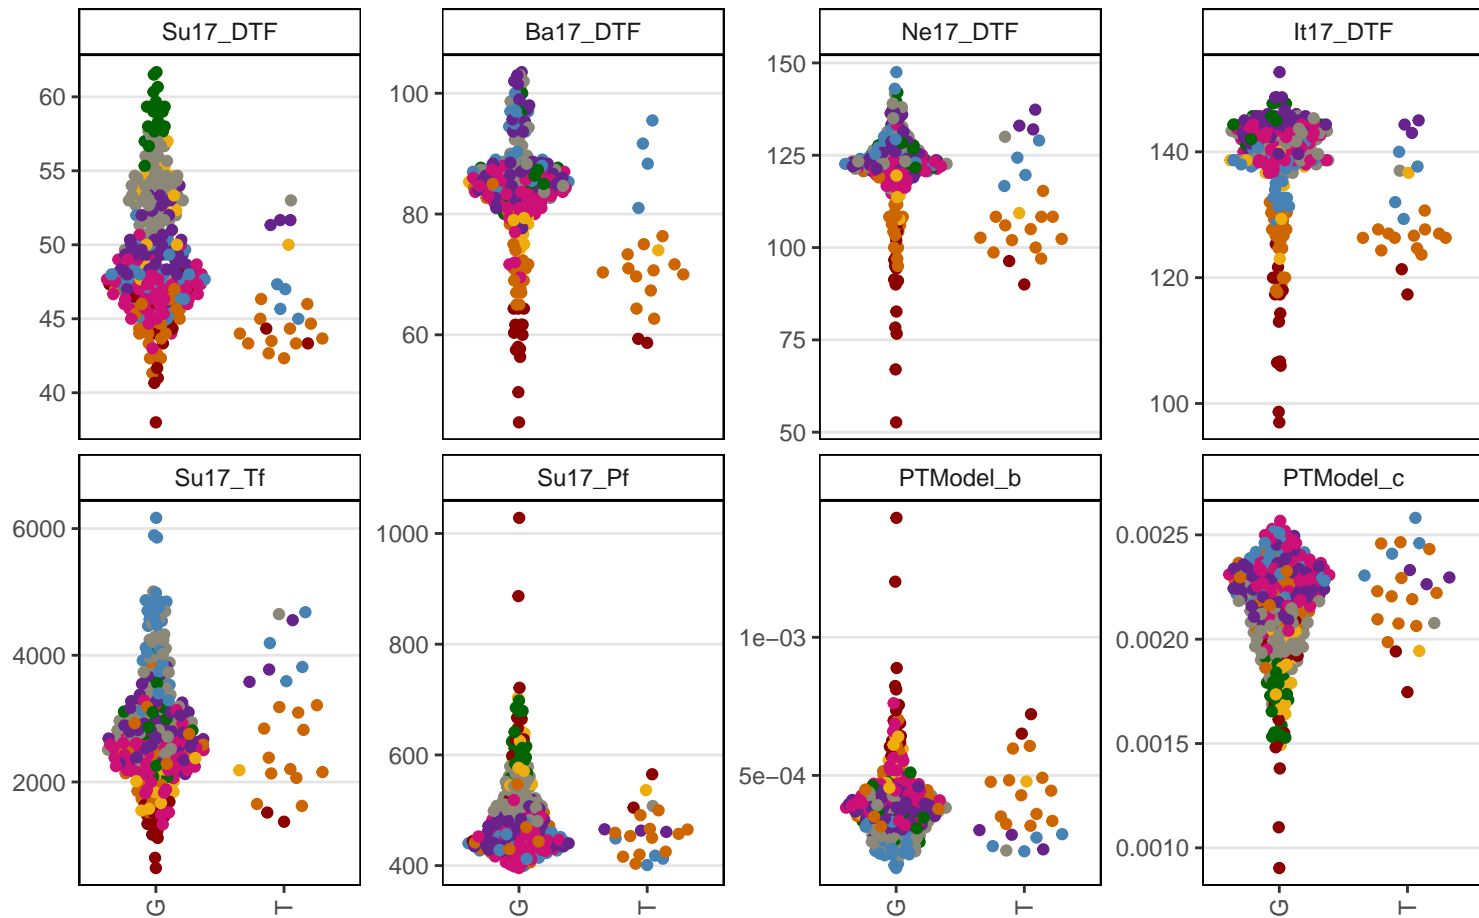 Su17_DTF
Ba17_DTF
Ne17_DTF
It17_DTF
60
55
50
45
40
100
80
60
150
125
100
75
50
140
120
100
Su17_Tf
Su17_Pf
PTModel_b
PTModel_c
6000
4000
2000
1000
800
600
400
1e−03
5e−04
0.0025
0.0020
0.0015
0.0010
G
T
G
T
G
T
G
T